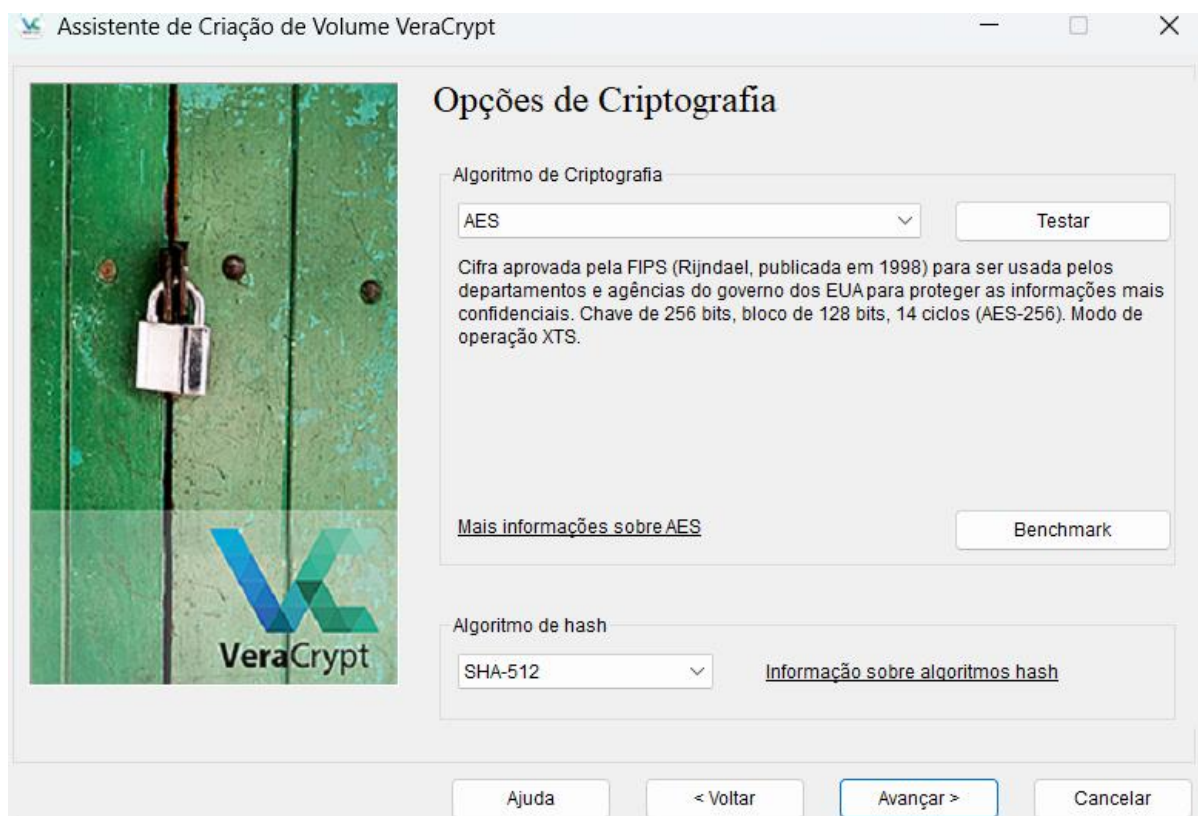 Assistente de Criação de Volume VeraCrypt
Opções de Criptografia
Algoritmo de Criptografia
AES
Testar
Cifra aprovada pela FIPS (Rijndael, publicada em 1998) para ser usada pelos
departamentos e agências do governo dos EUA para proteger as informações mais
confidenciais. Chave de 256 bits, bloco de 128 bits, 14 ciclos (AES-256). Modo de
operação XTS.
Mais informações sobre AES
Benchmark
VeraCrypt
Algoritmo de hash
SHA-512
Informação sobre algoritmos hash
Ajuda
< Voltar
Avançar >
Cancelar